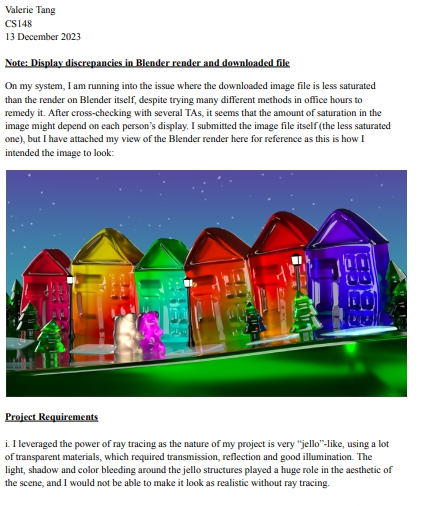 Valerie Tang
CS148
13 December 2023
Note: Display discrepancies in Blender render and downloaded file
On my system, I am running into the issue where the downloaded image file is less saturated
than the render on Blender itself, despite trying many different methods in office hours to
remedy it. After cross-checking with several TAs, it seems that the amount of saturation in the
image might depend on each person's display. I submitted the image file itself (the less saturated
one), but I have attached my view of the Blender render here for reference as this is how I
intended the image to look:
Project Requirements
i. I leveraged the power of ray tracing as the nature of my project is very “jello”-like, using a lot
of transparent materials, which required transmission, reflection and good illumination. The
light, shadow and color bleeding around the jello structures played a huge role in the aesthetic of
the scene, and I would not be able to make it look as realistic without ray tracing.